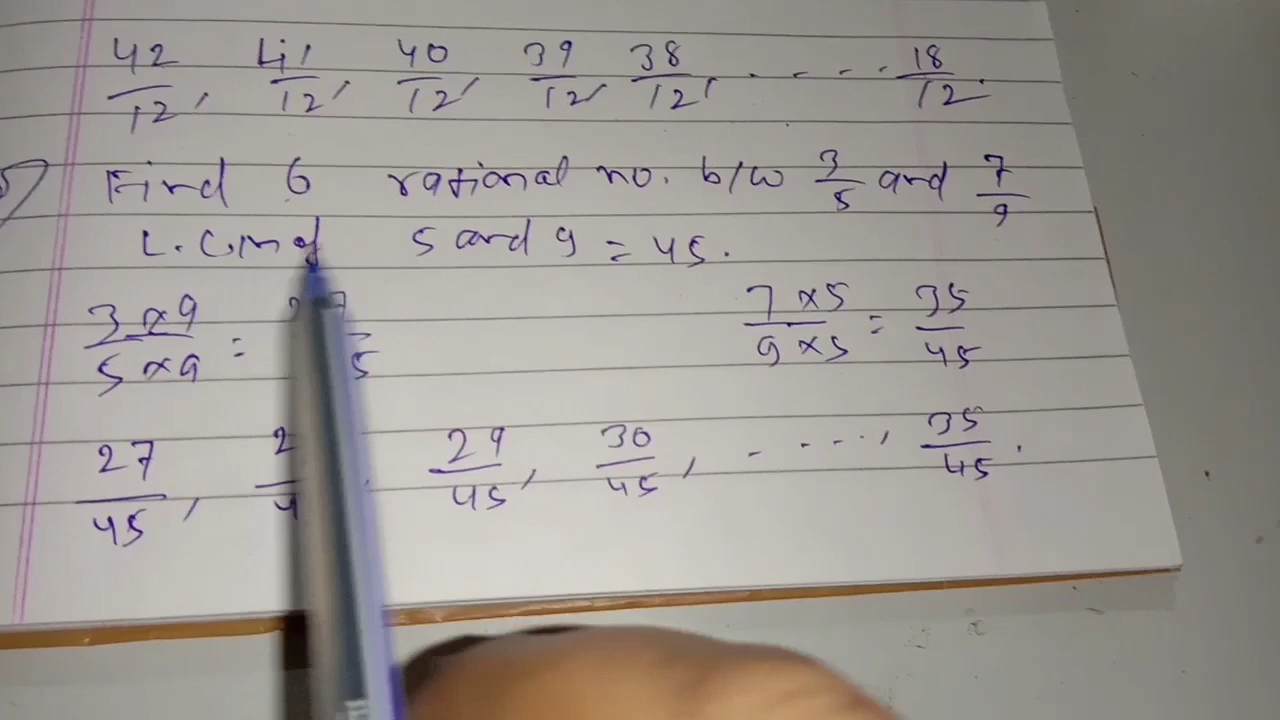 42/12, 41/12, 40/12, 39/12, 38/12, - - - . 18/12.
5) Find 6 rational no. b/w 3/5 and 7/9
L.Cm of 5 and 9 = 45.
3 x 9 / 5 x 9 = 7 x 5 / 9 x 5 = 35/45
27/45, 29/45, 30/45, - - - - , 35/45.